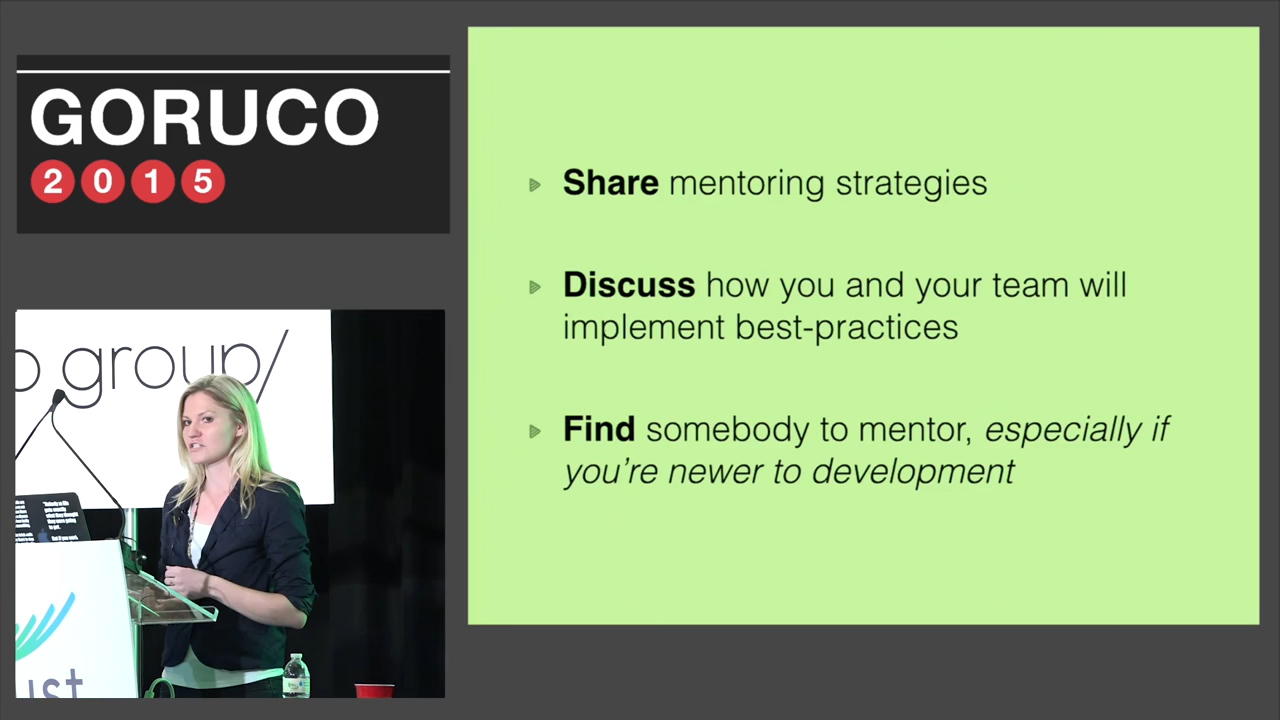 GORUCO
2015
Share mentoring strategies
Discuss how you and your team will
implement best-practices
Find somebody to mentor, especially if
you're newer to development
group/
ust